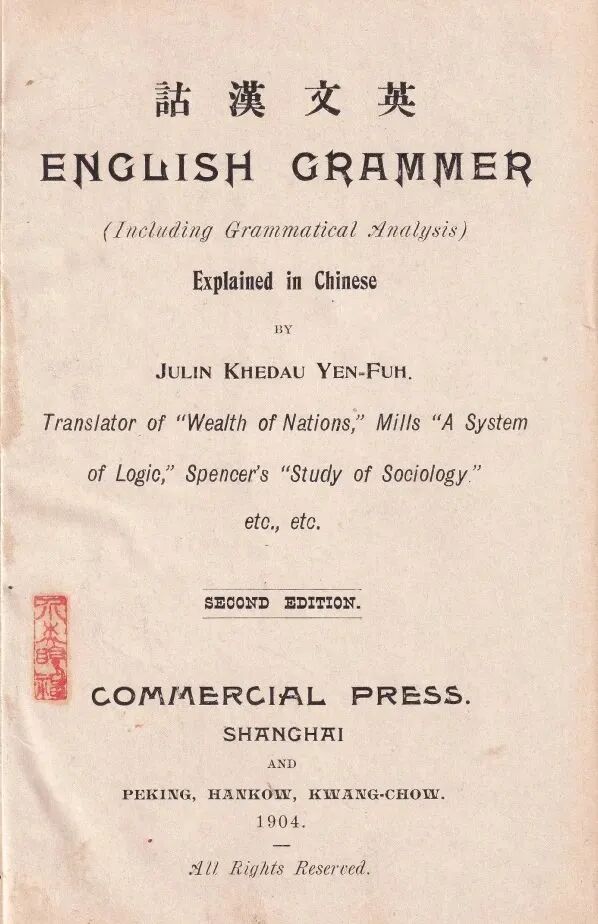 英文漢詁
ENGLISH GRAMMER
(Including Grammatical Analysis)
Explained in Chinese
BY
JULIN KHEDAU YEN-FUH.
Translator of "Wealth of Nations," Mills "A System
of Logic," Spencer's "Study of Sociology."
etc., etc.
SECOND EDITION.
COMMERCIAL PRESS.
SHANGHAI
AND
PEKING, HANKOW, KWANG-CHOW.
1904.
All Rights Reserved.